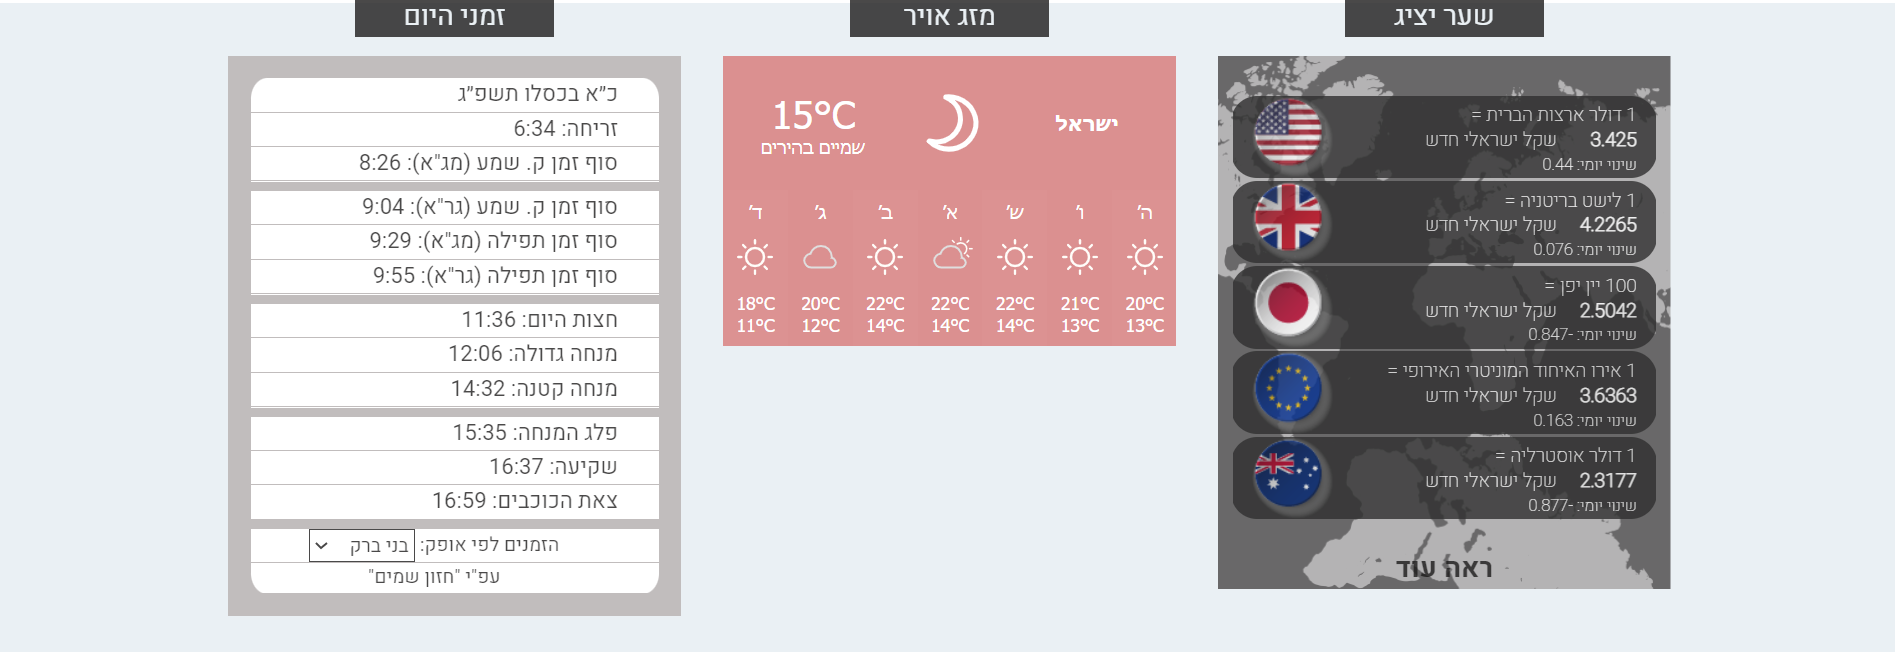 שער יציג
1 דולר ארצות הברית =
3.425 שקל ישראלי חדש
שינוי יומי: 0.44
1 לישט בריטניה =
4.2265 שקל ישראלי חדש
שינוי יומי: 0.076
100 יין יפן =
2.5042 שקל ישראלי חדש
שינוי יומי: -0.847
1 אירו האיחוד המוניטרי האירופי =
3.6363 שקל ישראלי חדש
שינוי יומי: 0.163
1 דולר אוסטרליה =
2.3177 שקל ישראלי חדש
שינוי יומי: -0.877
ראה עוד
מזג אויר
ישראל
15°C
שמיים בהירים
ה' ו' ש' א' ב' ג' ד'
20°C 21°C 22°C 22°C 22°C 20°C 18°C
13°C 13°C 14°C 14°C 14°C 12°C 11°C
זמני היום
כ״א בכסלו תשפ״ג
זריחה: 6:34
סוף זמן ק. שמע (מג"א): 8:26
סוף זמן ק. שמע (גר"א): 9:04
סוף זמן תפילה (מג"א): 9:29
סוף זמן תפילה (גר"א): 9:55
חצות היום: 11:36
מנחה גדולה: 12:06
מנחה קטנה: 14:32
פלג המנחה: 15:35
שקיעה: 16:37
צאת הכוכבים: 16:59
הזמנים לפי אופק: בני ברק
עפ"י "חזון שמים"